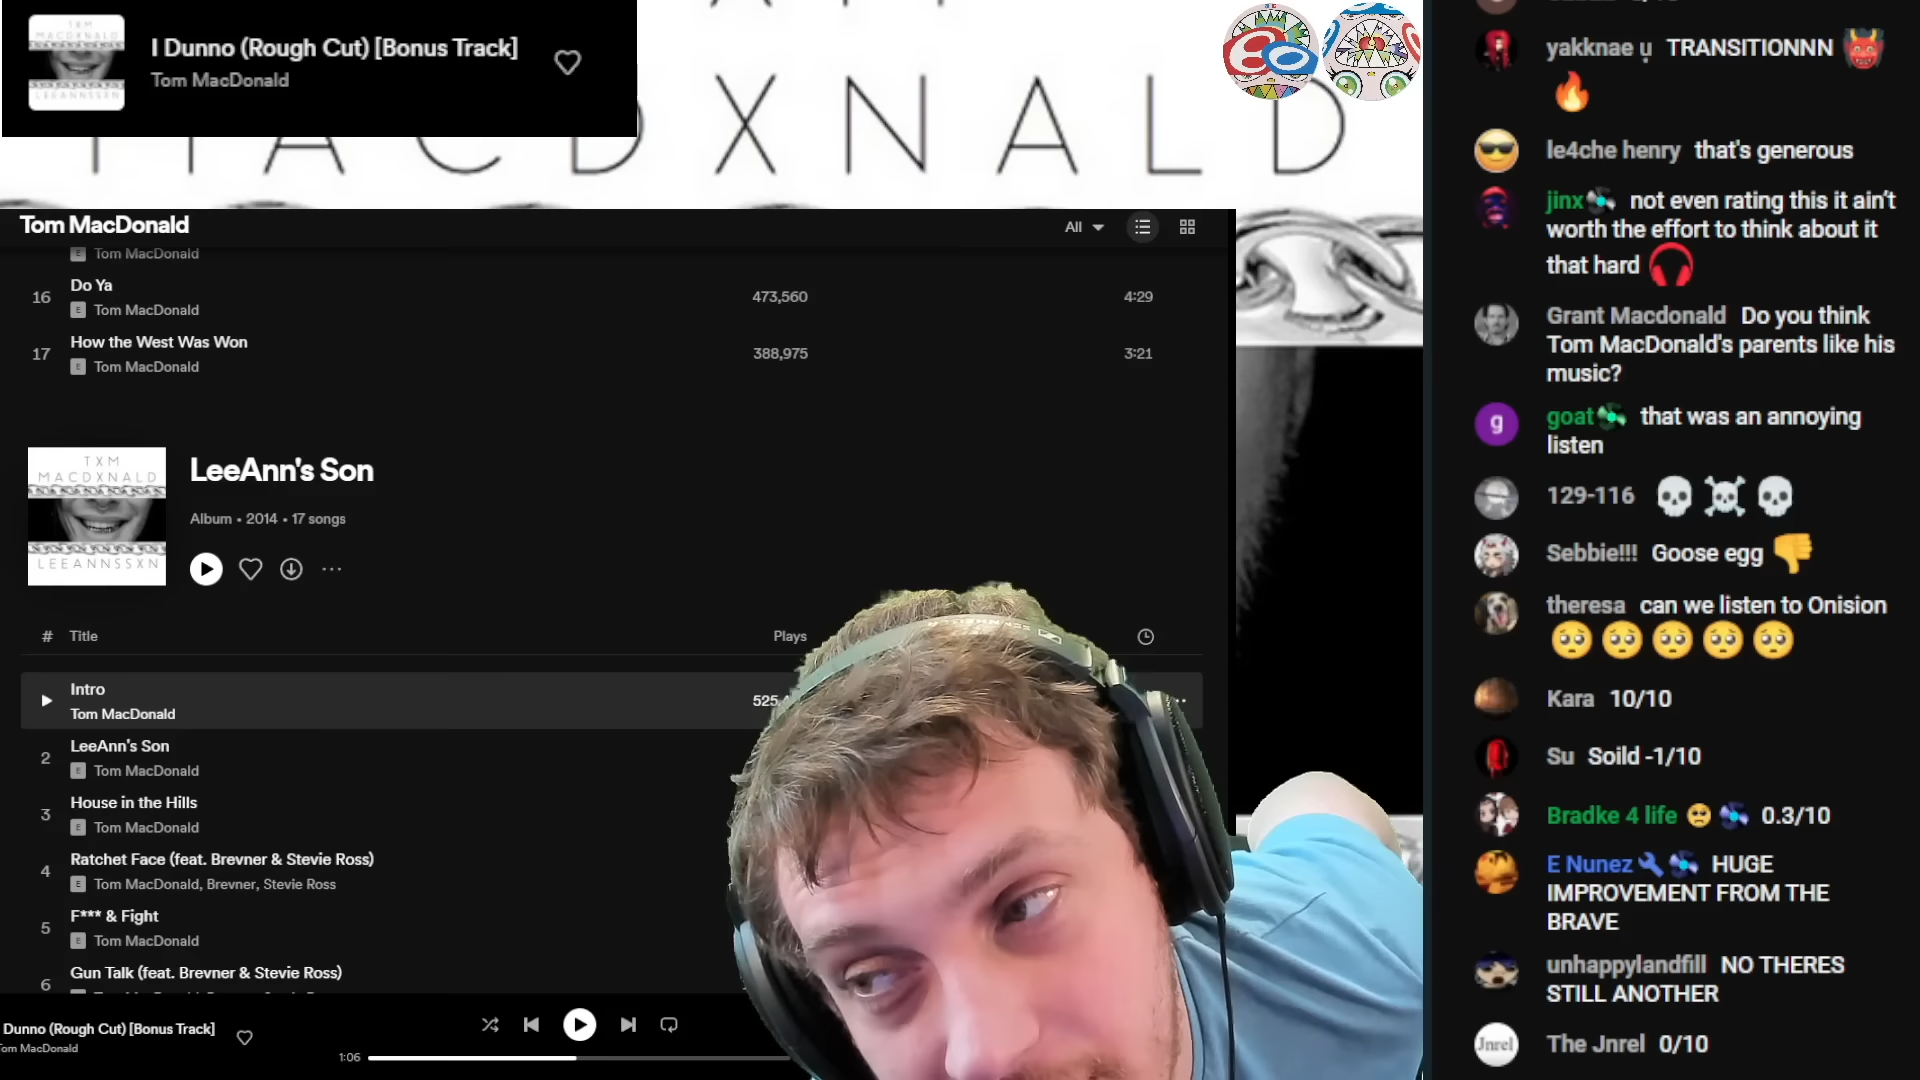 I Dunno (Rough Cut) [Bonus Track]
Tom MacDonald
TXM
MACDXNALD
LEEANNSSXN
MACDXNALD
Tom MacDonald
All
E Tom MacDonald
16
Do Ya
E Tom MacDonald
473,560
4:29
17
How the West Was Won
E Tom MacDonald
388,975
3:21
TXM
MACDXNALD
LEEANNSSXN
LeeAnn's Son
Album • 2014 • 17 songs
# Title
Plays
Intro
Tom MacDonald
525,
2
LeeAnn's Son
E Tom MacDonald
3
House in the Hills
E Tom MacDonald
4
Ratchet Face (feat. Brevner & Stevie Ross)
E Tom MacDonald, Brevner, Stevie Ross
5
F*** & Fight
E Tom MacDonald
6
Gun Talk (feat. Brevner & Stevie Ross)
Dunno (Rough Cut) [Bonus Track]
om MacDonald
1:06
yakknae ų TRANSITIONNN 👹
🔥
le4che henry that's generous
jinx not even rating this it ain't
worth the effort to think about it
that hard
Grant Macdonald Do you think
Tom MacDonald's parents like his
music?
g
goat that was an annoying
listen
129-116 💀☠️💀
Sebbie!!! Goose egg 👎
theresa can we listen to Onision
🥺🥺🥺🥺🥺
Kara 10/10
Su Soild -1/10
Bradke 4 life 🥺 0.3/10
E Nunez HUGE
IMPROVEMENT FROM THE
BRAVE
unhappylandfill NO THERES
STILL ANOTHER
Jnrel
The Jnrel 0/10